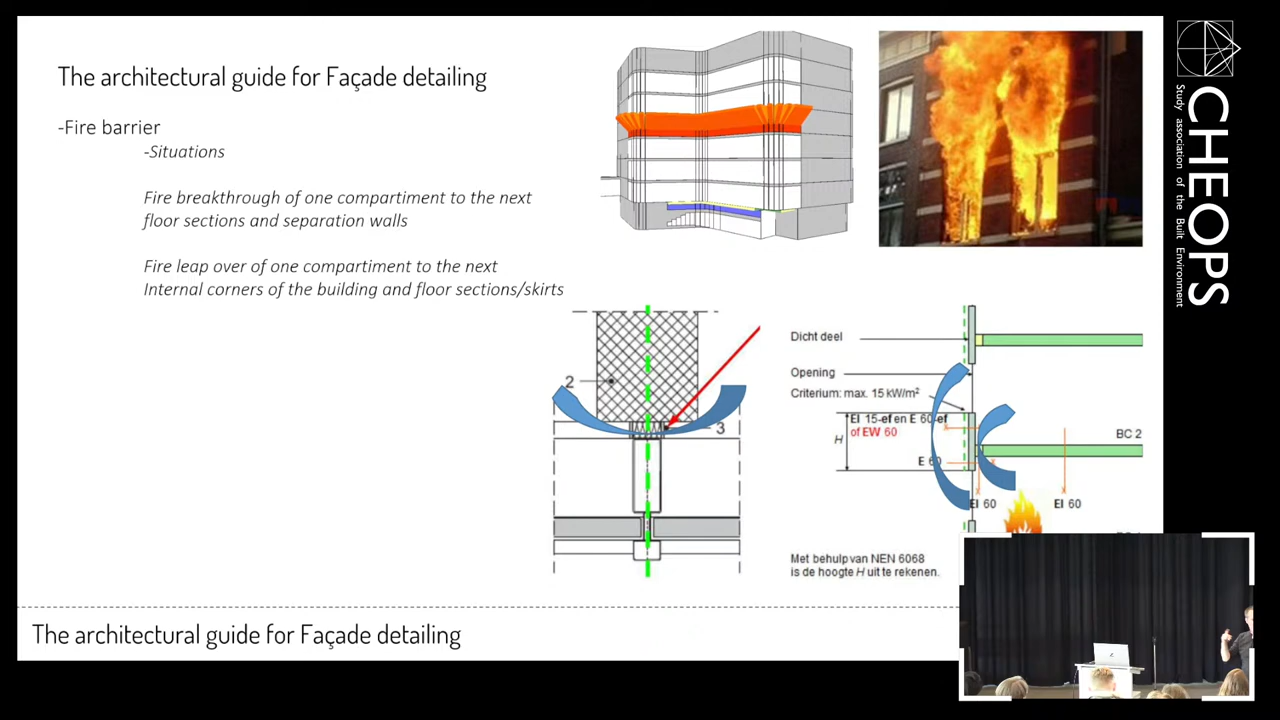 The architectural guide for Façade detailing
-Fire barrier
-Situations
Fire breakthrough of one compartiment to the next
floor sections and separation walls
Fire leap over of one compartiment to the next
Internal corners of the building and floor sections/skirts
2
3
Dicht deel
Opening
Criterium: max. 15 kW/m²
EI 15-ef en E 60-ef
of EW 60
H
E 60
BC 2
EI 60
EI 60
Met behulp van NEN 6068
is de hoogte H uit te rekenen.
The architectural guide for Façade detailing
CHEOPS
Study association of the Built Environment